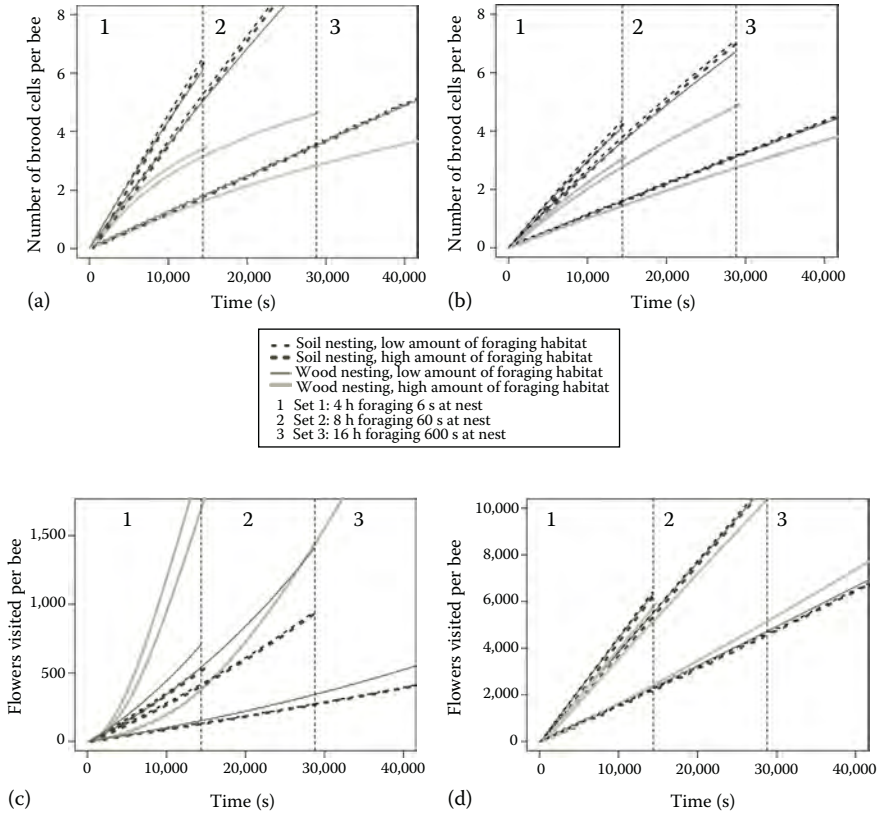 8
6
4
2
0
Number of brood cells per bee
1
2
3
0
10,000
20,000
30,000
40,000
Time (s)
(a)
8
6
4
2
0
Number of brood cells per bee
1
2
3
0
10,000
20,000
30,000
40,000
Time (s)
(b)
Soil nesting, low amount of foraging habitat
Soil nesting, high amount of foraging habitat
Wood nesting, low amount of foraging habitat
Wood nesting, high amount of foraging habitat
1 Set 1: 4 h foraging 6 s at nest
2 Set 2: 8 h foraging 60 s at nest
3 Set 3: 16 h foraging 600 s at nest
1,500
1,000
500
0
Flowers visited per bee
1
2
3
0
10,000
20,000
30,000
40,000
Time (s)
(c)
10,000
8,000
6,000
4,000
2,000
0
Flowers visited per bee
1
2
3
0
10,000
20,000
30,000
40,000
Time (s)
(d)